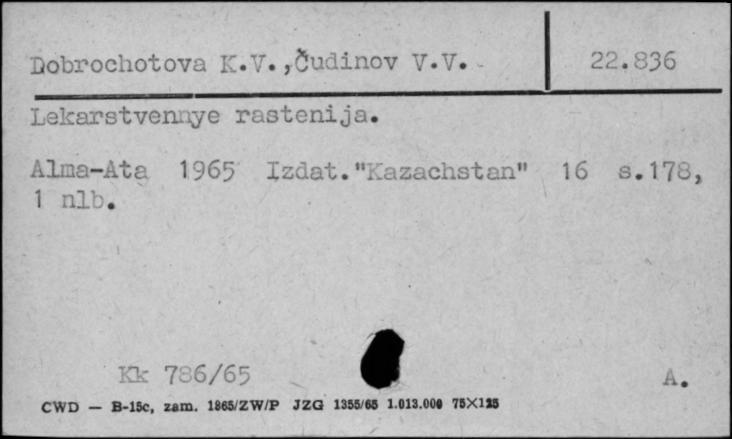 Dobrochotova K.V.,Čudinov V.V. 22.836
Lekarstvennye rastenija.
Alma-Ata 1965 Izdat."Kazachstan" 16 s.178,
1 nlb.
Kk 786/65 A.
CWD — B-15c, zam. 1865/ZW/P JZG 1355/65 1.013.000 75X125